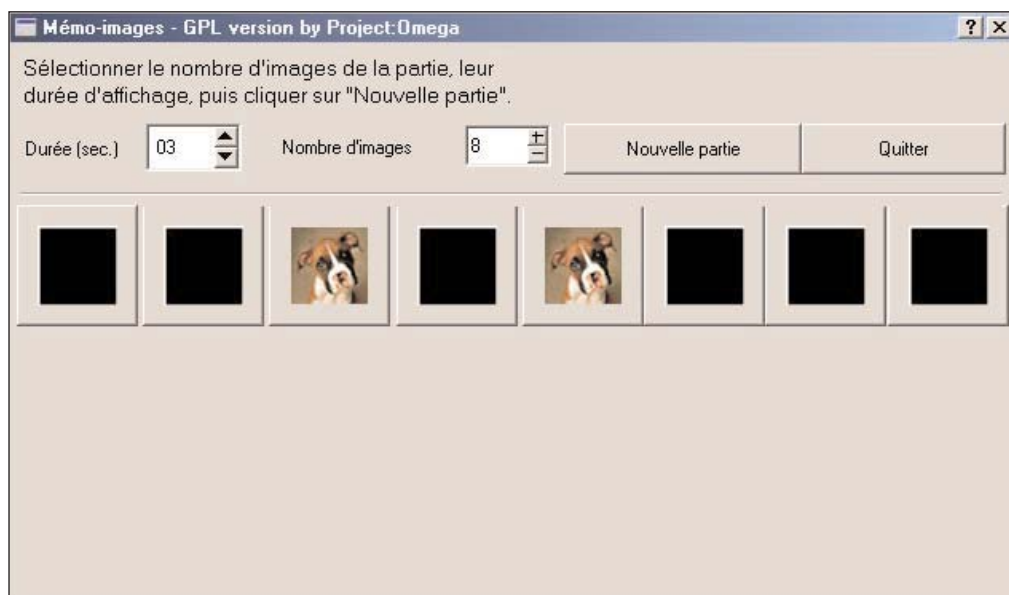 Mémo-images - GPL version by Project:Omega
Sélectionner le nombre d'images de la partie, leur
durée d'affichage, puis cliquer sur "Nouvelle partie".
Durée (sec.) 03 Nombre d'images 8 Nouvelle partie Quitter